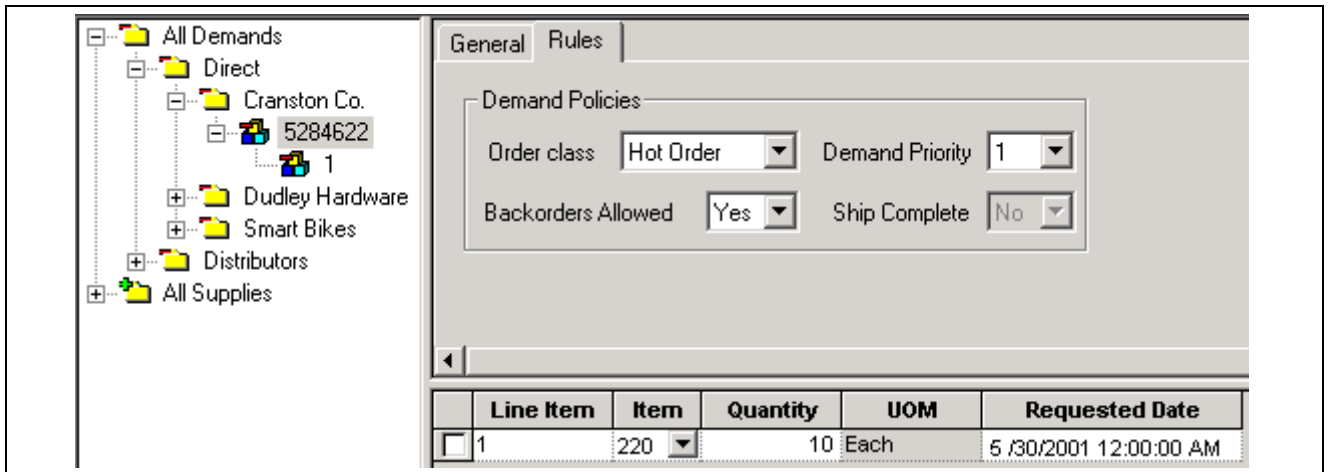 All Demands
Direct
Cranston Co.
5284622
1
Dudley Hardware
Smart Bikes
Distributors
All Supplies
General Rules
Demand Policies
Order class Hot Order Demand Priority 1
Backorders Allowed Yes Ship Complete No
Line Item Item Quantity UOM Requested Date
1 220 10 Each 5 /30/2001 12:00:00 AM